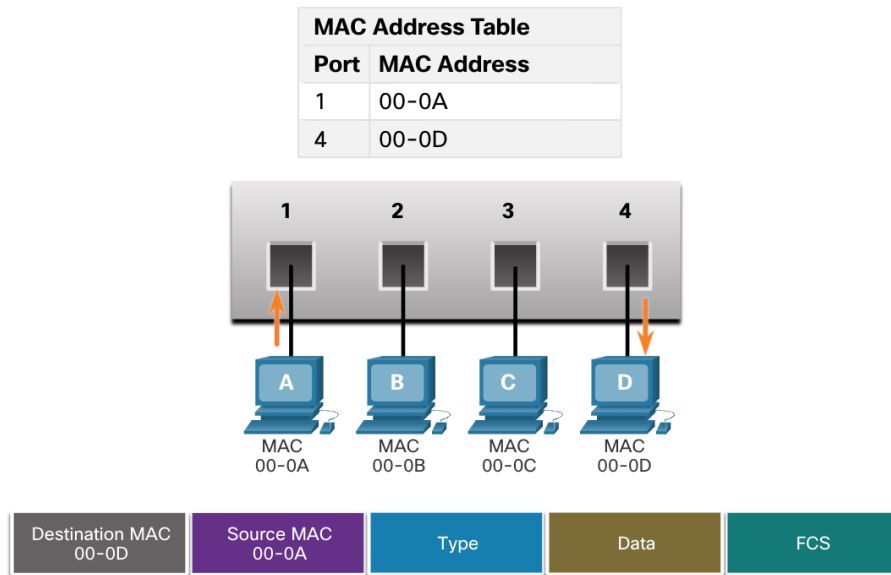 MAC Address Table
Port MAC Address
1 00-0A
4 00-0D
1 2 3 4
A B C D
MAC MAC MAC MAC
00-0A 00-0B 00-0C 00-0D
Destination MAC
00-0D
Source MAC
00-0A
Type
Data
FCS